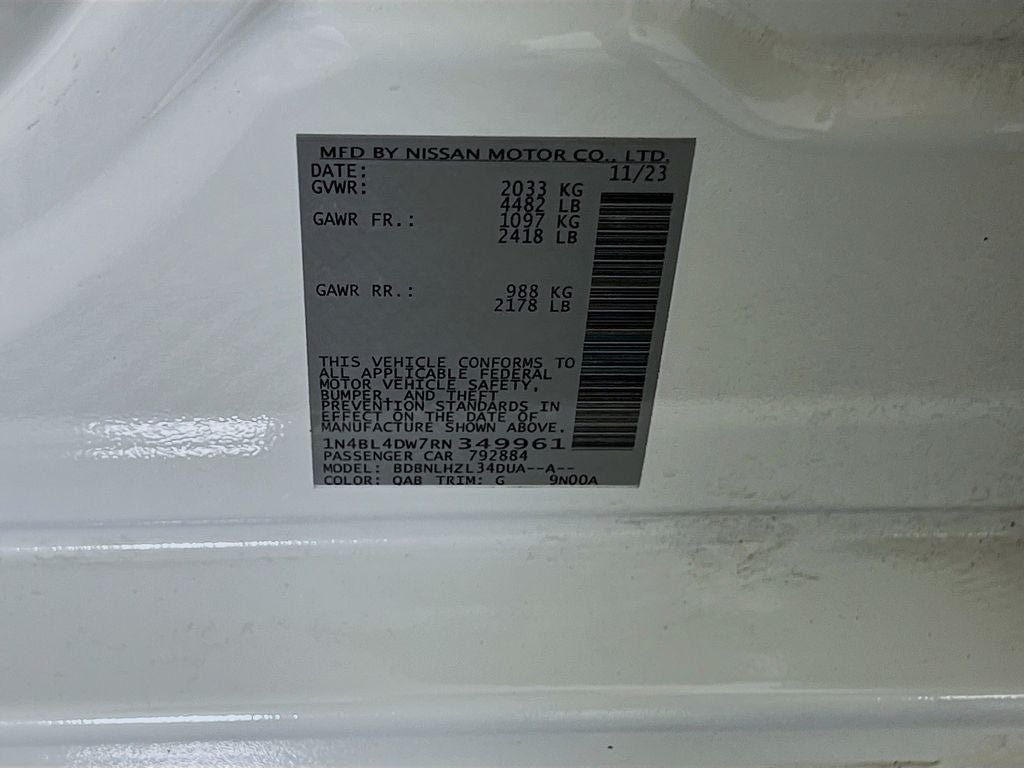 MFD BY NISSAN MOTOR CO., LTD.
DATE: 11/23
GVWR: 2033 KG
4482 LB
GAWR FR.: 1097 KG
2418 LB
GAWR RR.: 988 KG
2178 LB
THIS VEHICLE CONFORMS TO
ALL APPLICABLE FEDERAL
MOTOR VEHICLE SAFETY,
BUMPER, AND THEFT
PREVENTION STANDARDS IN
EFFECT ON THE DATE OF
MANUFACTURE SHOWN ABOVE.
1N4BL4DW7RN349961
PASSENGER CAR 792884
MODEL: BDBNLHZL34DUA--A--
COLOR: QAB TRIM: G 9N00A